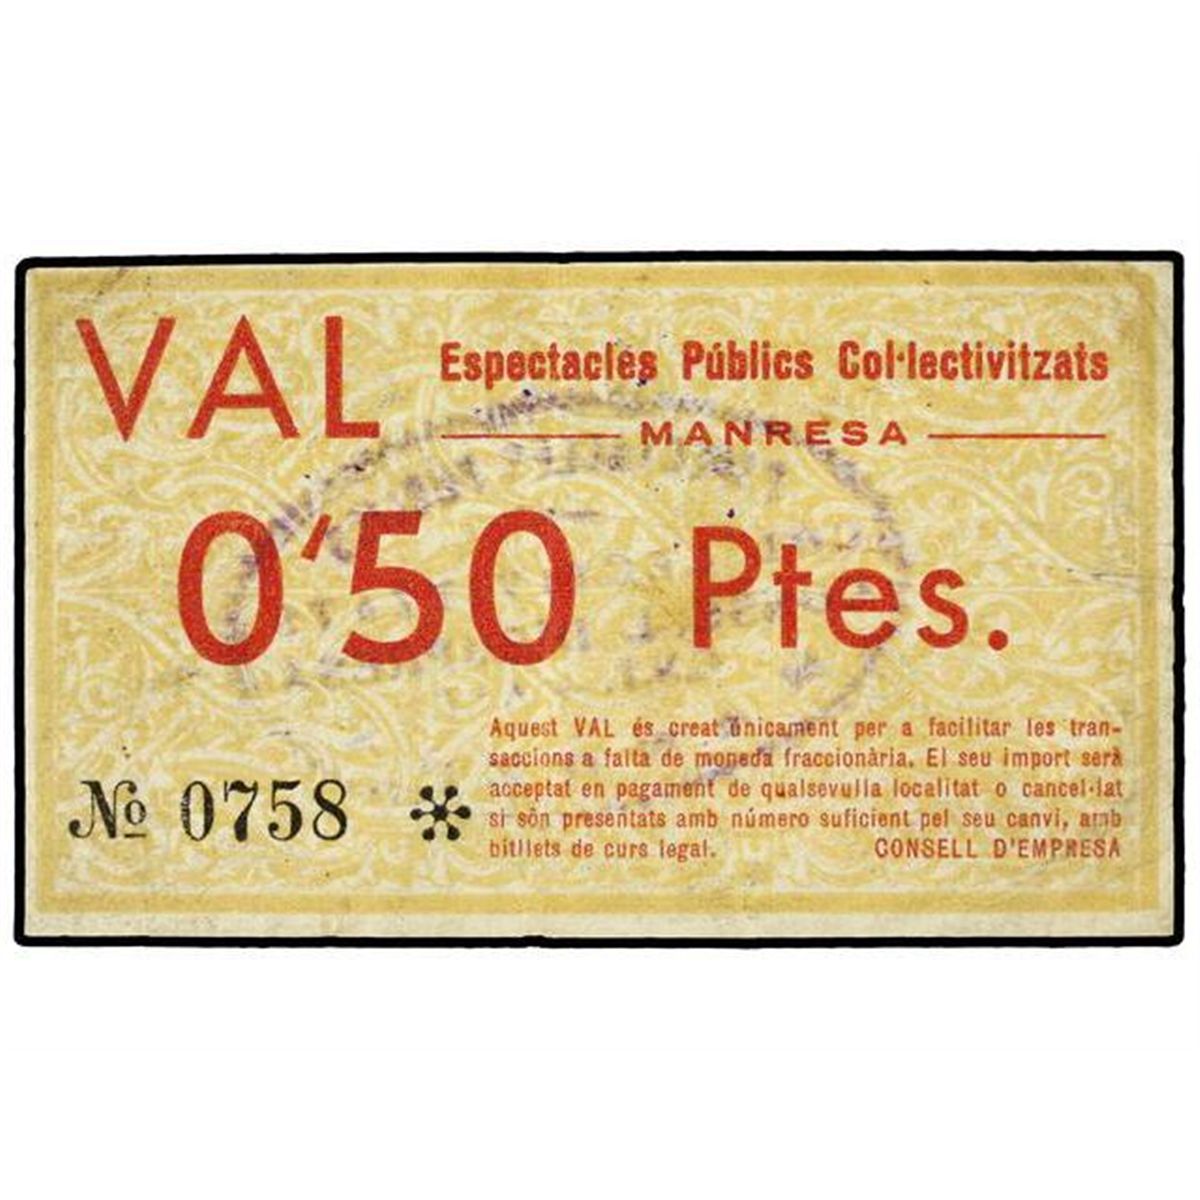 VAL
Espectacles Públics Col·lectivitzats
MANRESA
0'50 Ptes.
Aquest VAL és creat únicament per a facilitar les tran-
saccions a falta de moneda fraccionària. El seu import serà
acceptat en pagament de qualsevulla localitat o cancel·lat
si són presentats amb número suficient pel seu canvi, amb
bitllets de curs legal. CONSELL D'EMPRESA
Nº 0758